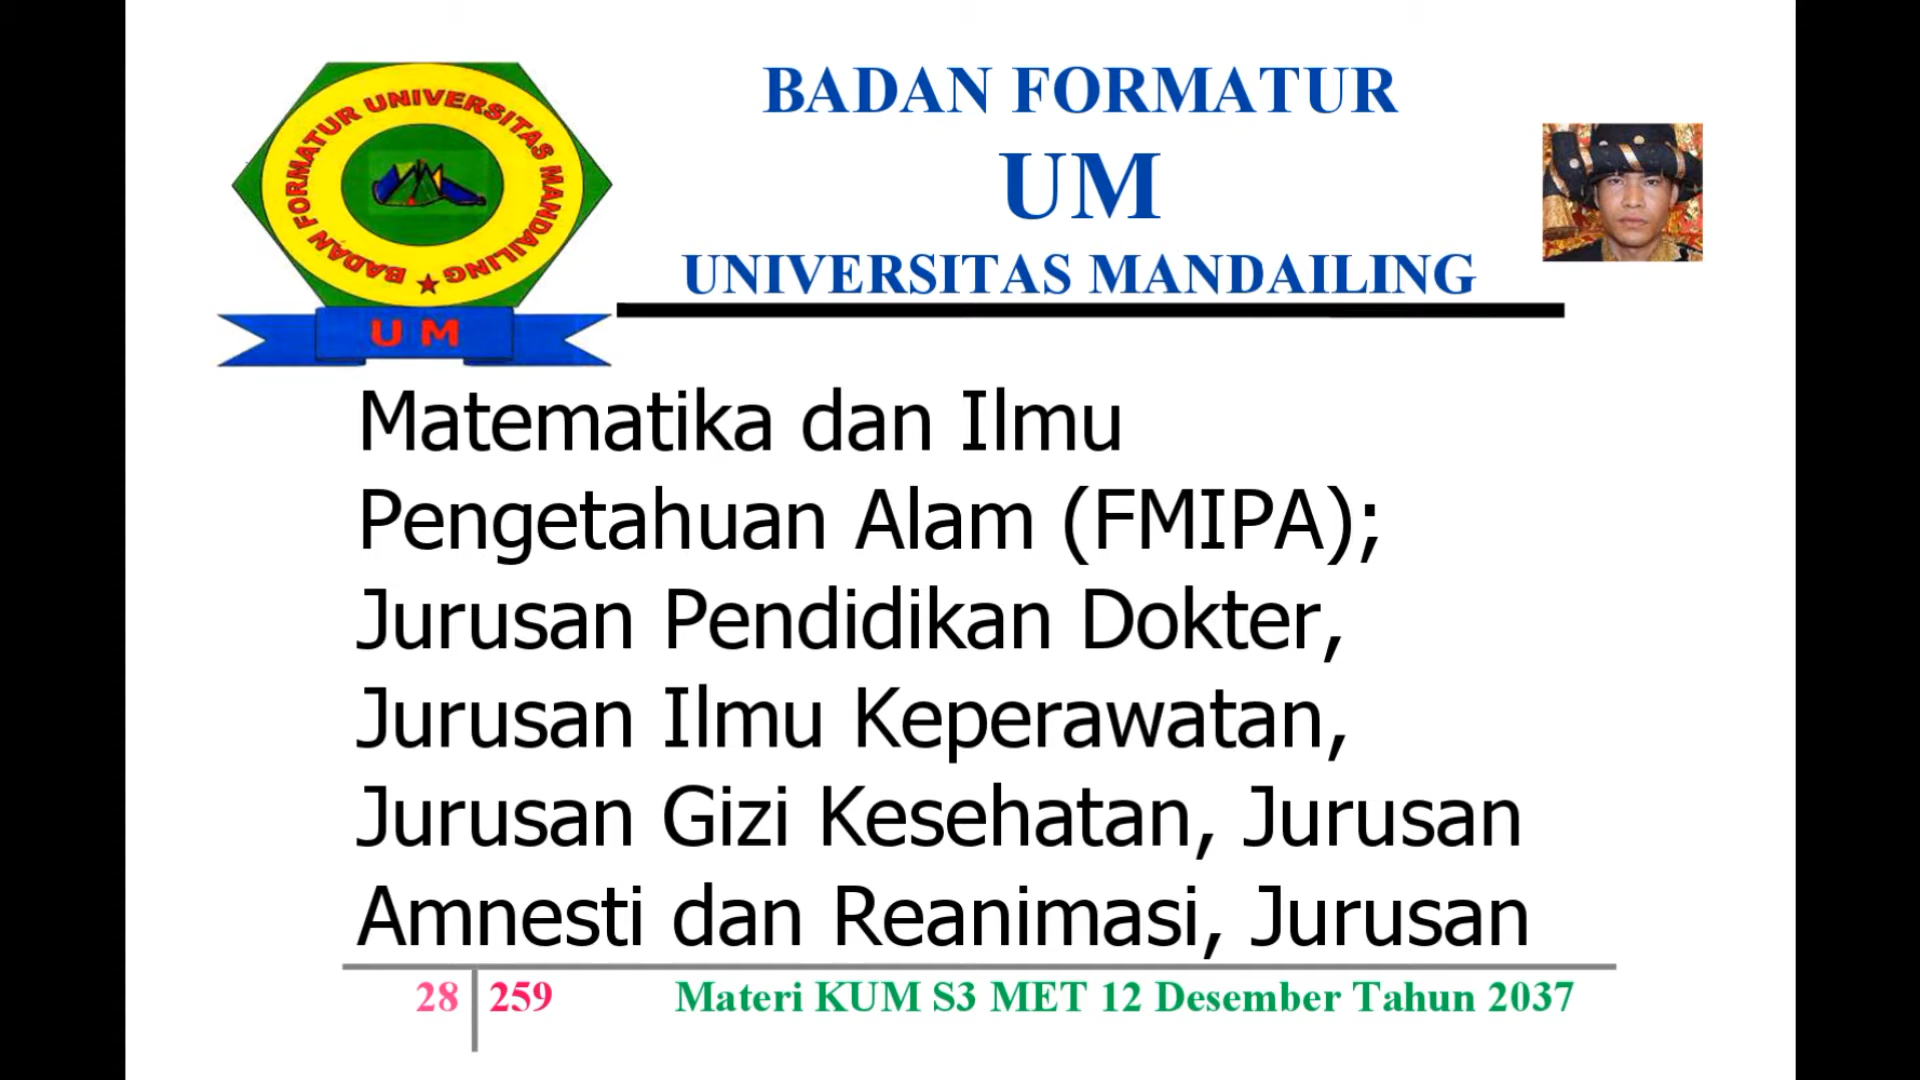 BADAN FORMATUR UNIVERSITAS MANDAILING
U M
BADAN FORMATUR
UM
UNIVERSITAS MANDAILING
Matematika dan Ilmu
Pengetahuan Alam (FMIPA);
Jurusan Pendidikan Dokter,
Jurusan Ilmu Keperawatan,
Jurusan Gizi Kesehatan, Jurusan
Amnesti dan Reanimasi, Jurusan
28 259 Materi KUM S3 MET 12 Desember Tahun 2037